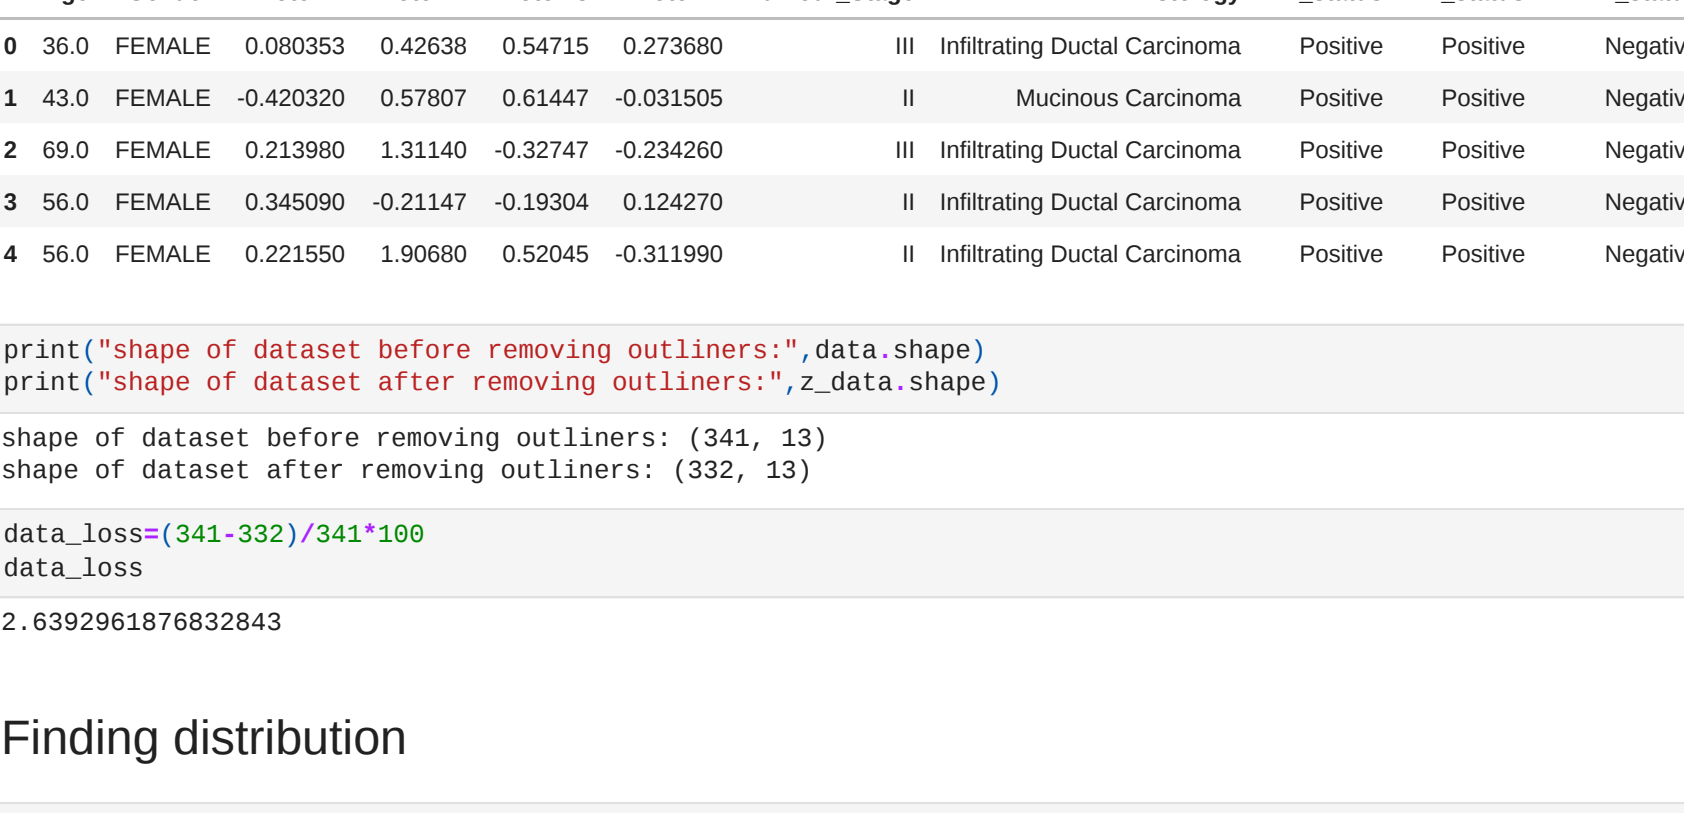 0 36.0 FEMALE 0.080353 0.42638 0.54715 0.273680 III Infiltrating Ductal Carcinoma Positive Positive Negativ
1 43.0 FEMALE -0.420320 0.57807 0.61447 -0.031505 II Mucinous Carcinoma Positive Positive Negativ
2 69.0 FEMALE 0.213980 1.31140 -0.32747 -0.234260 III Infiltrating Ductal Carcinoma Positive Positive Negativ
3 56.0 FEMALE 0.345090 -0.21147 -0.19304 0.124270 II Infiltrating Ductal Carcinoma Positive Positive Negativ
4 56.0 FEMALE 0.221550 1.90680 0.52045 -0.311990 II Infiltrating Ductal Carcinoma Positive Positive Negativ
print("shape of dataset before removing outliners:",data.shape)
print("shape of dataset after removing outliners:",z_data.shape)
shape of dataset before removing outliners: (341, 13)
shape of dataset after removing outliners: (332, 13)
data_loss=(341-332)/341*100
data_loss
2.6392961876832843
Finding distribution